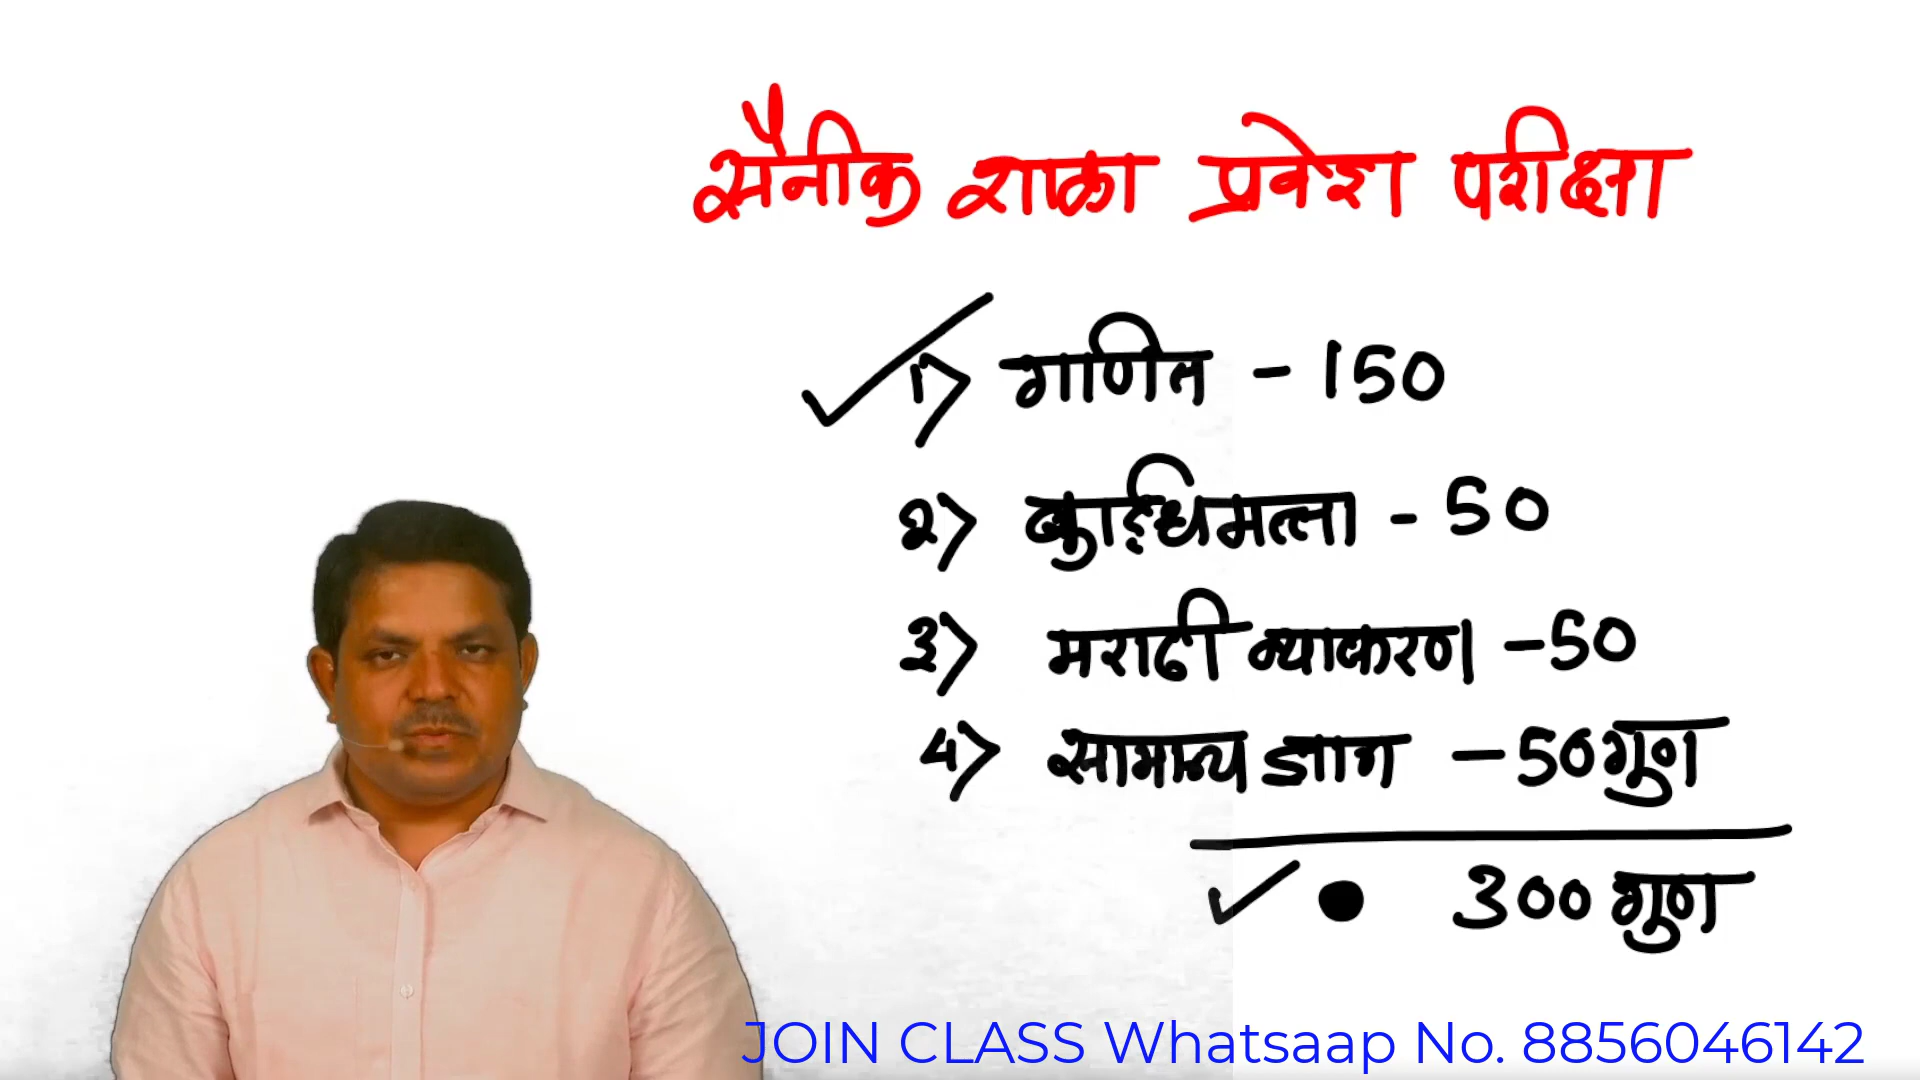 सैनीक शाळा प्रवेश परीक्षा
1) गणित - 150
2) बुद्धिमत्ता - 50
3) मराठी व्याकरण - 50
4) सामान्य ज्ञान - 50 गुण
300 गुण
JOIN CLASS Whatsaap No. 8856046142